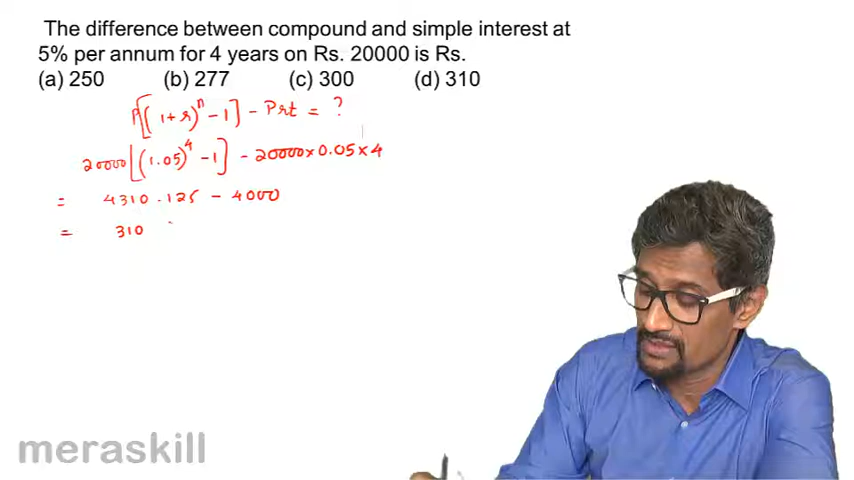 The difference between compound and simple interest at
5% per annum for 4 years on Rs. 20000 is Rs.
(a) 250 (b) 277 (c) 300 (d) 310
P[(1+r)^n -1] - Prt = ?
20000[(1.05)^4 -1] - 20000×0.05×4
= 4310.125 - 4000
= 310
meraskill